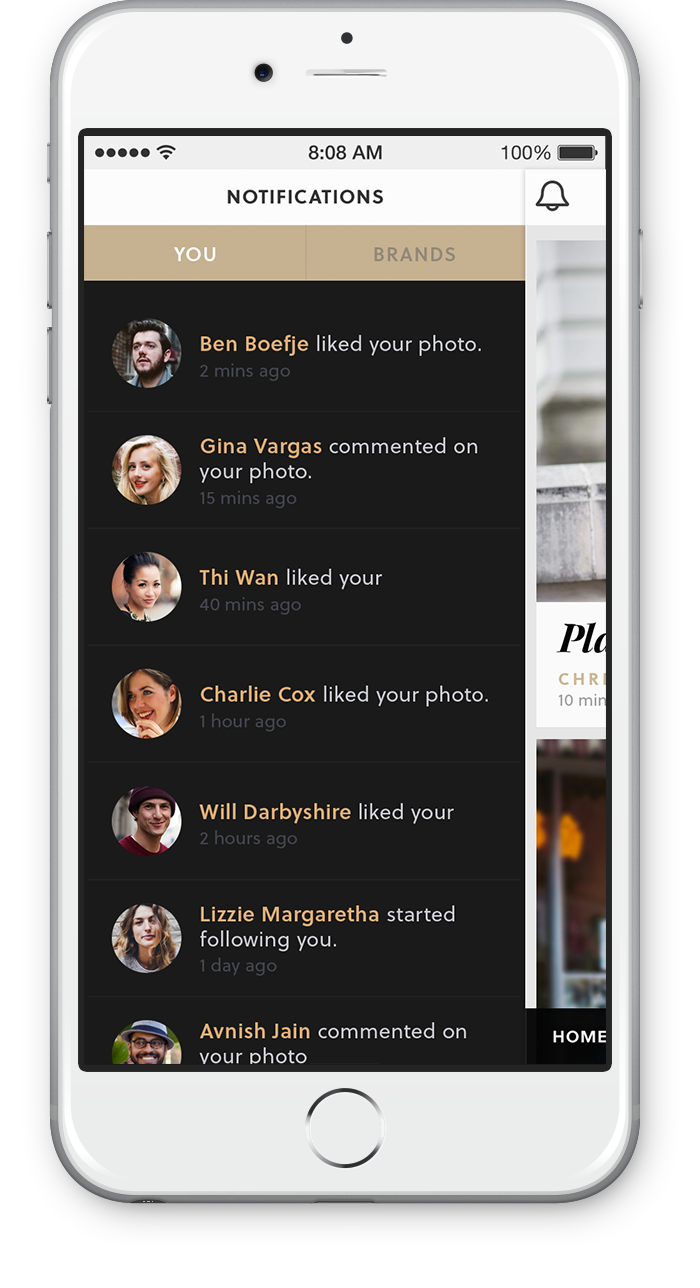 8:08 AM
100%
NOTIFICATIONS
YOU
BRANDS
Ben Boefje liked your photo.
2 mins ago
Gina Vargas commented on
your photo.
15 mins ago
Thi Wan liked your
40 mins ago
Charlie Cox liked your photo.
1 hour ago
Will Darbyshire liked your
2 hours ago
Lizzie Margaretha started
following you.
1 day ago
Avnish Jain commented on
your photo
Pla
CHRI
10 min
HOME